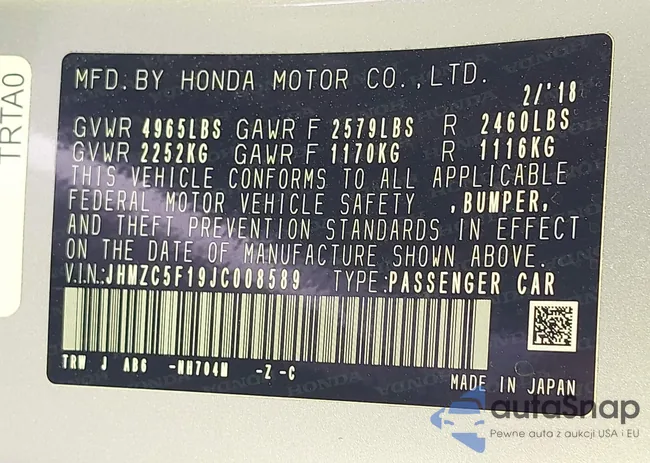 TRTA0
MFD. BY HONDA MOTOR CO., LTD.
2/'18
GVWR 4965LBS GAWR F 2579LBS R 2460LBS
GVWR 2252KG GAWR F 1170KG R 1116KG
THIS VEHICLE CONFORMS TO ALL APPLICABLE
FEDERAL MOTOR VEHICLE SAFETY ,BUMPER,
AND THEFT PREVENTION STANDARDS IN EFFECT
ON THE DATE OF MANUFACTURE SHOWN ABOVE.
V.I.N.:JHMZC5F19JC008589 TYPE:PASSENGER CAR
TRW J ABG -NH704M -Z -C
MADE IN JAPAN
autoSnap
Pewne auta z aukcji USA i EU